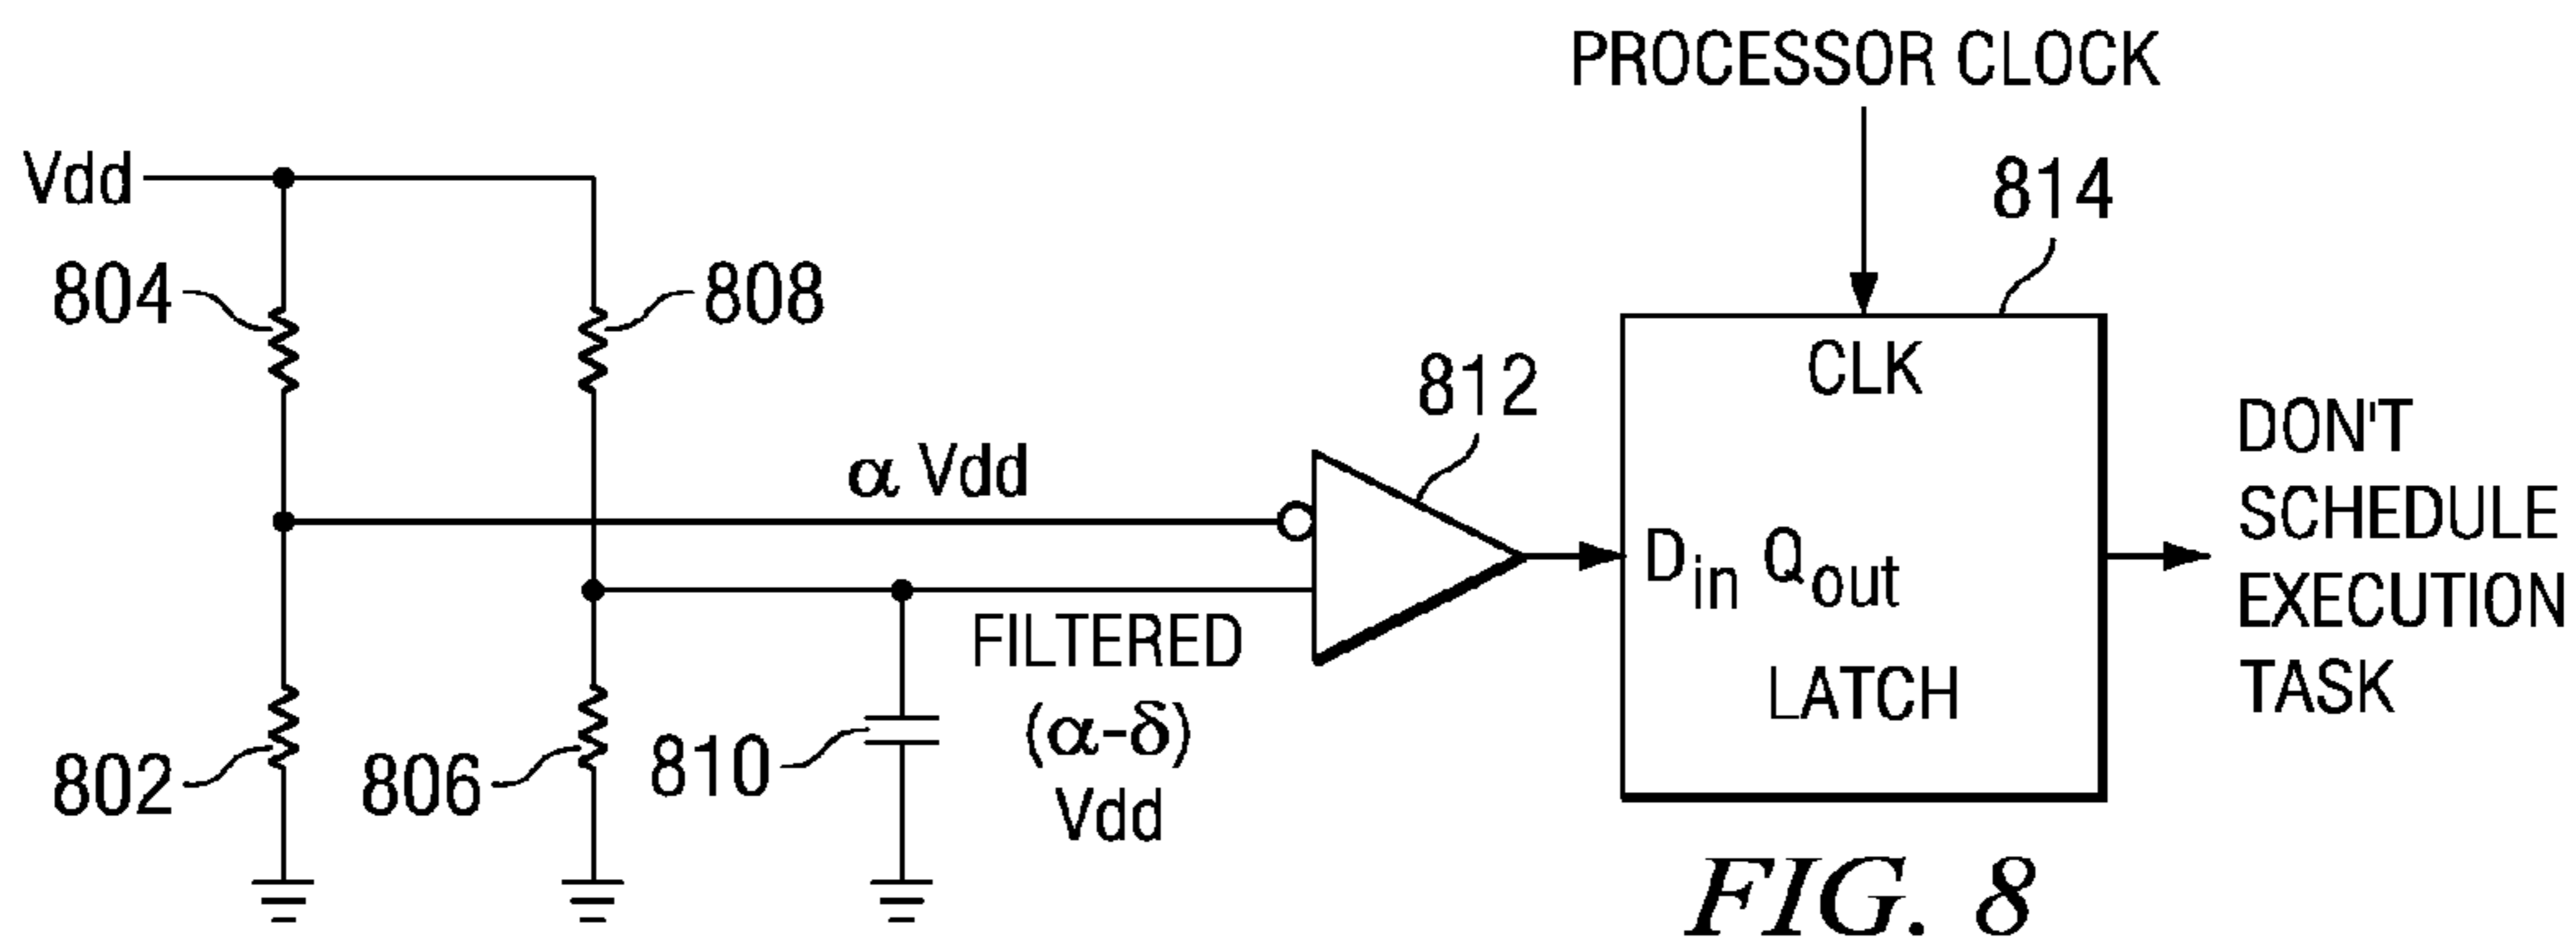 PROCESSOR CLOCK
Vdd
814
804
808
CLK
812
α Vdd
DON'T
SCHEDULE
EXECUTION
TASK
Din Qout
FILTERED
(α-δ)
Vdd
LATCH
802
806
810
FIG. 8